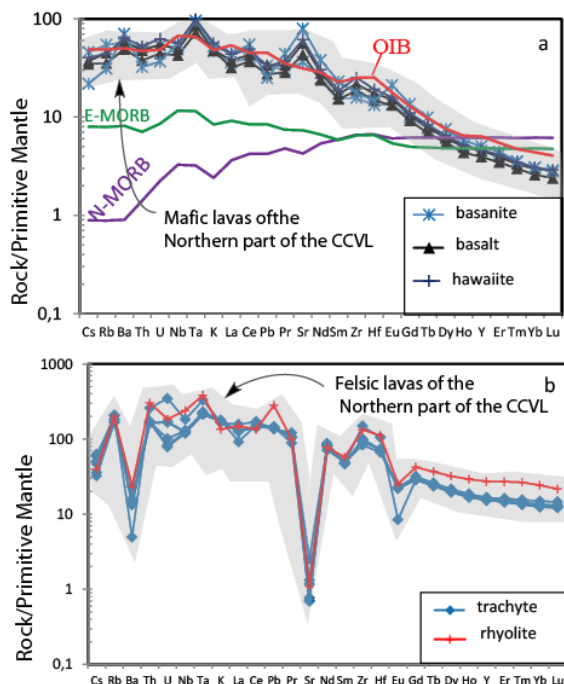 a
100
10
1
0,1
Rock/Primitive Mantle
OIB
E-MORB
N-MORB
Mafic lavas ofthe
Northern part of the CCVL
basanite
basalt
hawaiite
Cs Rb Ba Th U Nb Ta K La Ce Pb Pr Sr Nd Sm Zr Hf Eu Gd Tb Dy Ho Y Er Tm Yb Lu
b
1000
100
10
1
0,1
Rock/Primitive Mantle
Felsic lavas of the
Northern part of the CCVL
trachyte
rhyolite
Cs Rb Ba Th U Nb Ta K La Ce Pb Pr Sr Nd Sm Zr Hf Eu Gd Tb Dy Ho Y Er Tm Yb Lu